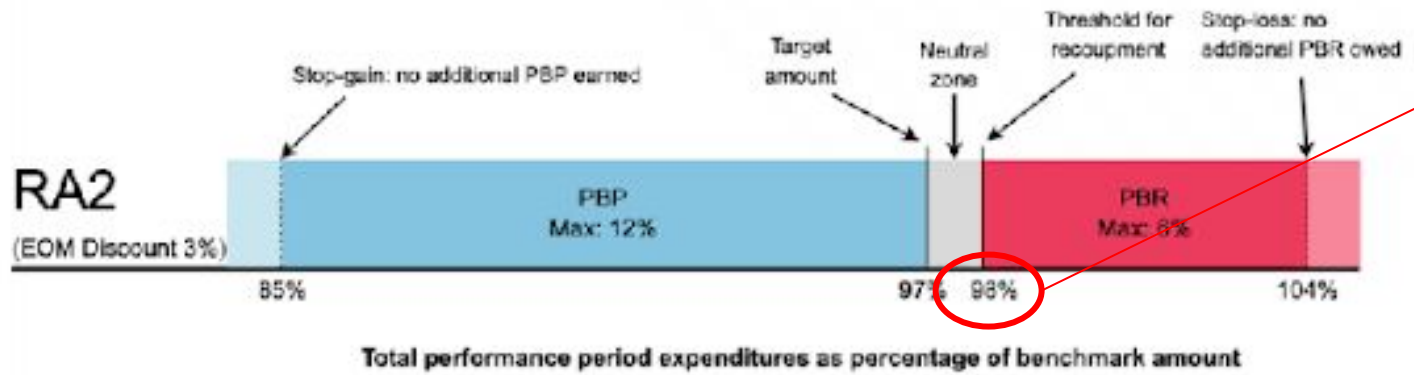 Threshold for
recoupment
Stop-loss: no
additional PBR owed
Target
amount
Neutral
zone
Stop-gain: no additional PBP earned
RA2
(EOM Discount 3%)
PBP
Max: 12%
PBR
Max: 6%
85%
97%
98%
104%
Total performance period expenditures as percentage of benchmark amount